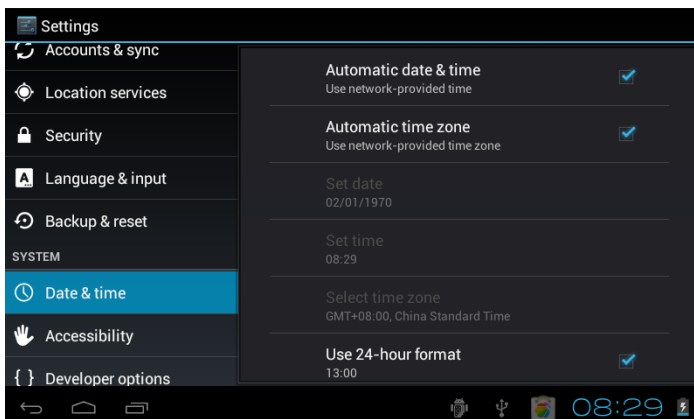 Settings
Accounts & sync
Location services
Security
Language & input
Backup & reset
SYSTEM
Date & time
Accessibility
{ } Developer options
Automatic date & time
Use network-provided time
Automatic time zone
Use network-provided time zone
Set date
02/01/1970
Set time
08:29
Select time zone
GMT+08:00, China Standard Time
Use 24-hour format
13:00
08:29